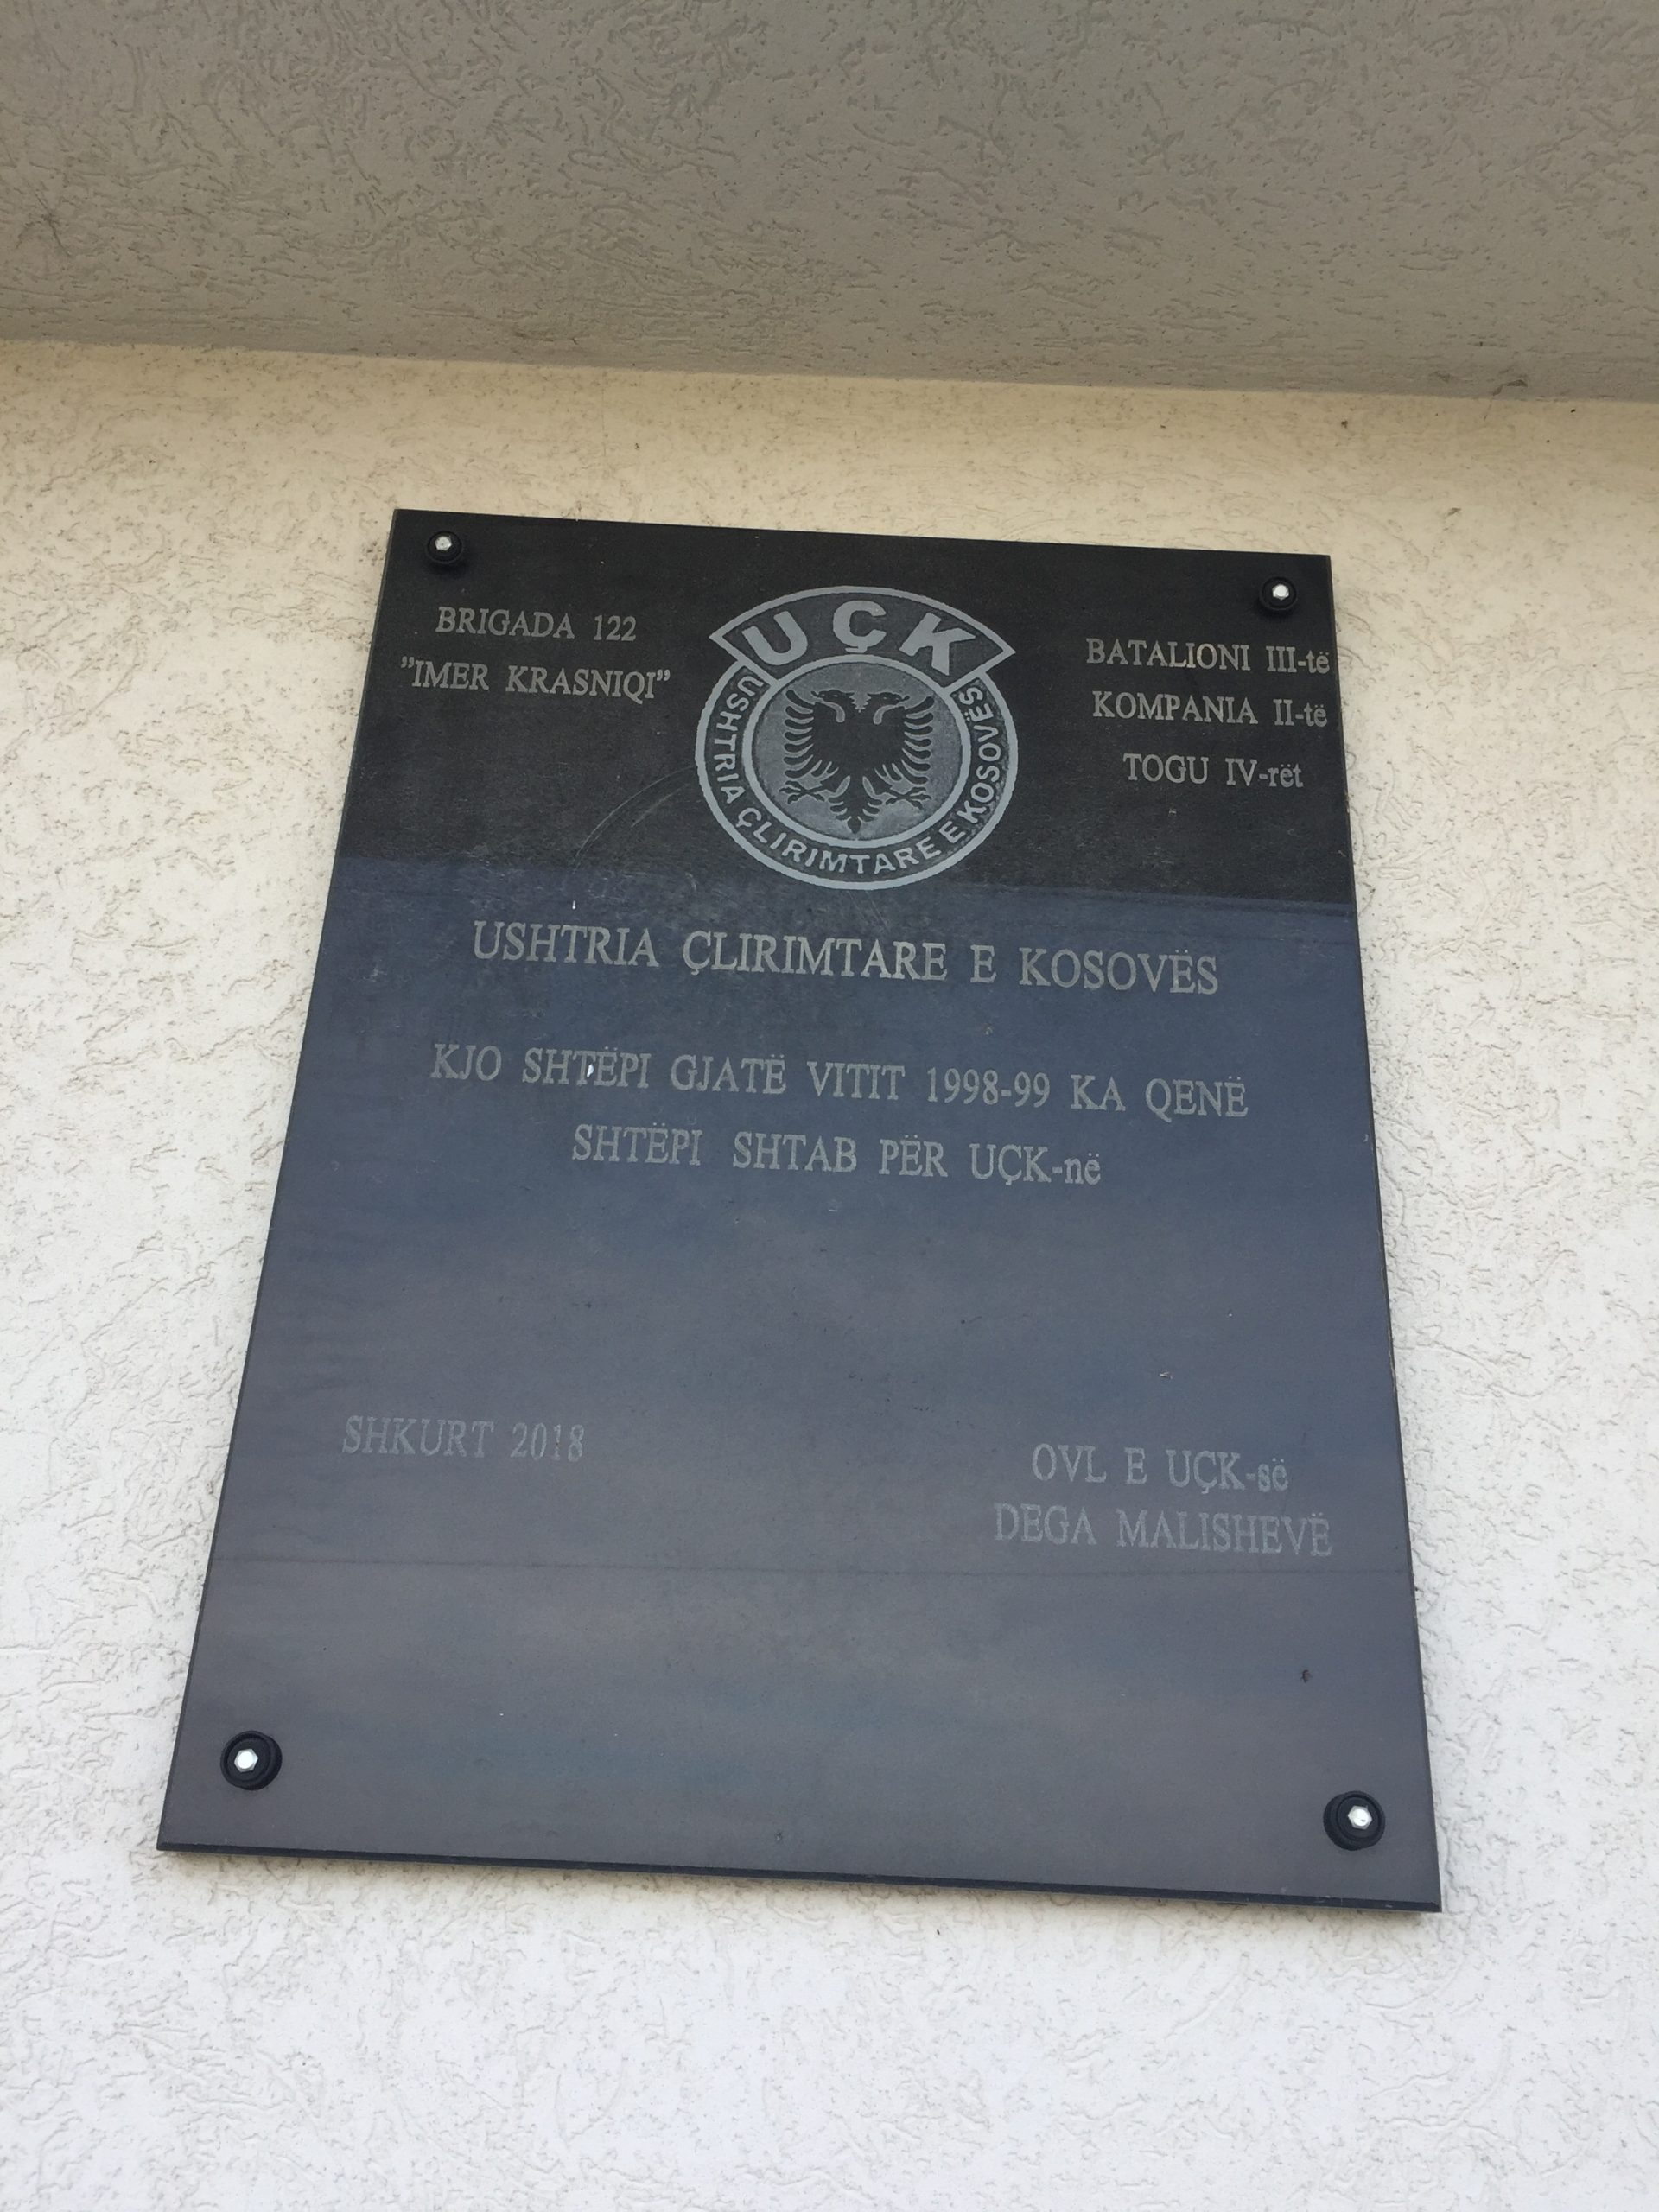 BRIGADA 122
"IMER KRASNIQI"
UÇK
USHTRIA ÇLIRIMTARE E KOSOVËS
BATALIONI III-të
KOMPANIA II-të
TOGU IV-rët
USHTRIA ÇLIRIMTARE E KOSOVËS
KJO SHTËPI GJATË VITIT 1998-99 KA QENË
SHTËPI SHTAB PËR UÇK-në
SHKURT 2018
OVL E UÇK-së
DEGA MALISHEVË